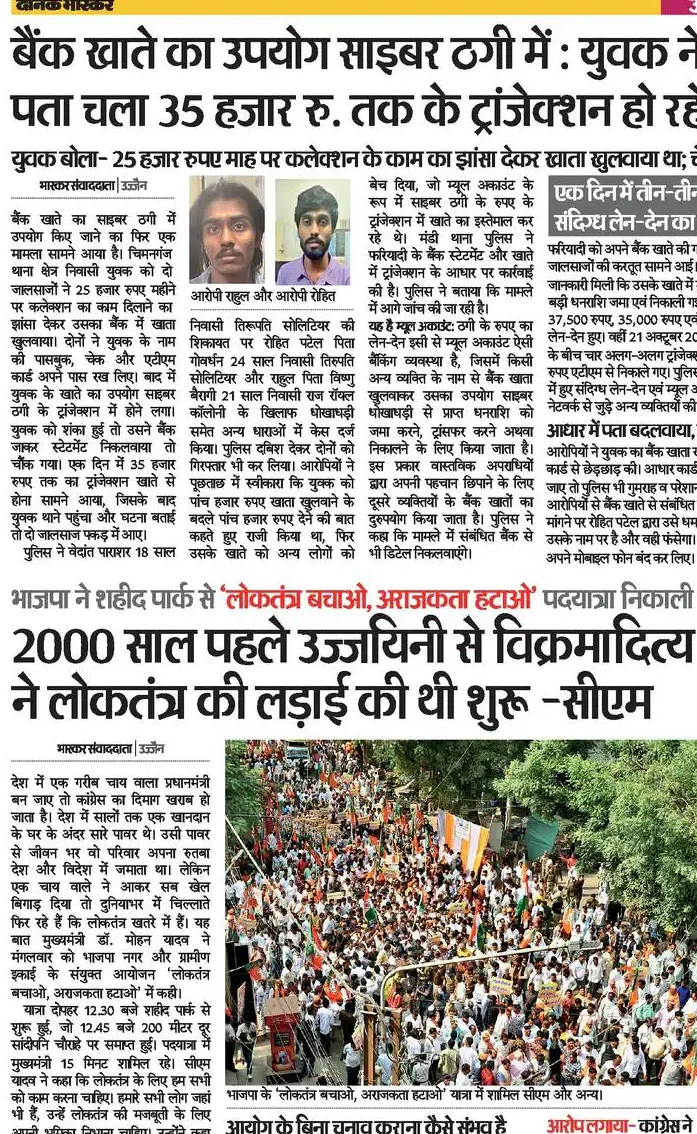 दैनिक भास्कर
बैंक खाते का उपयोग साइबर ठगी में : युवक ने
पता चला 35 हजार रु. तक के ट्रांजेक्शन हो रहे
युवक बोला- 25 हजार रुपए माह पर कलेक्शन के काम का झांसा देकर खाता खुलवाया था;
भास्कर संवाददाता | उज्जैन
बैंक खाते का साइबर ठगी में
उपयोग किए जाने का फिर एक
मामला सामने आया है। चिमनगंज
थाना क्षेत्र निवासी युवक को दो
जालसाजों ने 25 हजार रुपए महीने
पर कलेक्शन का काम दिलाने का
झांसा देकर उसका बैंक में खाता
खुलवाया। दोनों ने युवक के नाम
की पासबुक, चेक और एटीएम
कार्ड अपने पास रख लिए। बाद में
युवक के खाते का उपयोग साइबर
ठगी के ट्रांजेक्शन में होने लगा।
युवक को शंका हुई तो उसने बैंक
जाकर स्टेटमेंट निकलवाया तो
चौंक गया। एक दिन में 35 हजार
रुपए तक का ट्रांजेक्शन खाते से
होना सामने आया, जिसके बाद
युवक थाने पहुंचा और घटना बताई
तो दो जालसाज पकड़ में आए।
पुलिस ने वेदांत पाराशर 18 साल
आरोपी राहुल और आरोपी रोहित
निवासी तिरूपति सोलिटियर की
शिकायत पर रोहित पटेल पिता
गोवर्धन 24 साल निवासी तिरुपति
सोलिटियर और राहुल पिता विष्णु
बैरागी 21 साल निवासी राज रॉयल
कॉलोनी के खिलाफ धोखाधड़ी
समेत अन्य धाराओं में केस दर्ज
किया। पुलिस दबिश देकर दोनों को
गिरफ्तार भी कर लिया। आरोपियों ने
पूछताछ में स्वीकारा कि युवक को
पांच हजार रुपए खाता खुलवाने के
बदले पांच हजार रुपए देने की बात
कहते हुए राजी किया था, फिर
उसके खाते को अन्य लोगों को
बेच दिया, जो म्यूल अकाउंट के
रूप में साइबर ठगी के रुपए के
ट्रांजेक्शन में खाते का इस्तेमाल कर
रहे थे। मंडी थाना पुलिस ने
फरियादी के बैंक स्टेटमेंट और खाते
में ट्रांजेक्शन के आधार पर कार्रवाई
की है। पुलिस ने बताया कि मामले
में आगे जांच की जा रही है।
यह है म्यूल अकाउंट: ठगी के रुपए का
लेन-देन इसी से म्यूल अकाउंट ऐसी
बैंकिंग व्यवस्था है, जिसमें किसी
अन्य व्यक्ति के नाम से बैंक खाता
खुलवाकर उसका उपयोग साइबर
धोखाधड़ी से प्राप्त धनराशि को
जमा करने, ट्रांसफर करने अथवा
निकालने के लिए किया जाता है।
इस प्रकार वास्तविक अपराधियों
द्वारा अपनी पहचान छिपाने के लिए
दूसरे व्यक्तियों के बैंक खातों का
दुरुपयोग किया जाता है। पुलिस ने
कहा कि मामले में संबंधित बैंक से
भी डिटेल निकलवाएंगे।
एक दिन में तीन-ती
संदिग्ध लेन-देन का
फरियादी को अपने बैंक खाते की
जालसाजों की करतूत सामने आई।
जानकारी मिली कि उसके खाते में
बड़ी धनराशि जमा एवं निकाली ग
37,500 रुपए, 35,000 रुपए एवं
लेन-देन हुए। वहीं 21 अक्टूबर 20
के बीच चार अलग-अलग ट्रांजेक्
रुपए एटीएम से निकाले गए। पुलिस
में हुए संदिग्ध लेन-देन एवं म्यूल
नेटवर्क से जुड़े अन्य व्यक्तियों की
आधार में पता बदलवाया,
आरोपियों ने युवक का बैंक खाता
कार्ड से छेड़छाड़ की। आधार कार्ड
जाए तो पुलिस भी गुमराह व परेशान
आरोपियों से बैंक खाते से संबंधित
मांगने पर रोहित पटेल द्वारा उसे धम
उसके नाम पर है और वही फंसेगा।
अपने मोबाइल फोन बंद कर लिए।
भाजपा ने शहीद पार्क से ‘लोकतंत्र बचाओ, अराजकता हटाओ’ पदयात्रा निकाली
2000 साल पहले उज्जयिनी से विक्रमादित्य
ने लोकतंत्र की लड़ाई की थी शुरू -सीएम
भास्कर संवाददाता | उज्जैन
देश में एक गरीब चाय वाला प्रधानमंत्री
बन जाए तो कांग्रेस का दिमाग खराब हो
जाता है। देश में सालों तक एक खानदान
के घर के अंदर सारे पावर थे। उसी पावर
से जीवन भर वो परिवार अपना रुतबा
देश और विदेश में जमाता था। लेकिन
एक चाय वाले ने आकर सब खेल
बिगाड़ दिया तो दुनियाभर में चिल्लाते
फिर रहे हैं कि लोकतंत्र खतरे में हैं। यह
बात मुख्यमंत्री डॉ. मोहन यादव ने
मंगलवार को भाजपा नगर और ग्रामीण
इकाई के संयुक्त आयोजन ‘लोकतंत्र
बचाओ, अराजकता हटाओ’ में कही।
यात्रा दोपहर 12.30 बजे शहीद पार्क से
शुरू हुई, जो 12.45 बजे 200 मीटर दूर
सांदीपनि चौराहे पर समाप्त हुई। पदयात्रा में
मुख्यमंत्री 15 मिनट शामिल रहे। सीएम
यादव ने कहा कि लोकतंत्र के लिए हम सभी
को काम करना चाहिए। हमारे सभी लोग जहां
भी हैं, उन्हें लोकतंत्र की मजबूती के लिए
अपनी भूमिका निभाना चाहिए। उन्होंने कहा
भाजपा के ‘लोकतंत्र बचाओ, अराजकता हटाओ’ यात्रा में शामिल सीएम और अन्य।
आयोग के बिना चुनाव कराना कैसे संभव है
आरोप लगाया- कांग्रेस ने